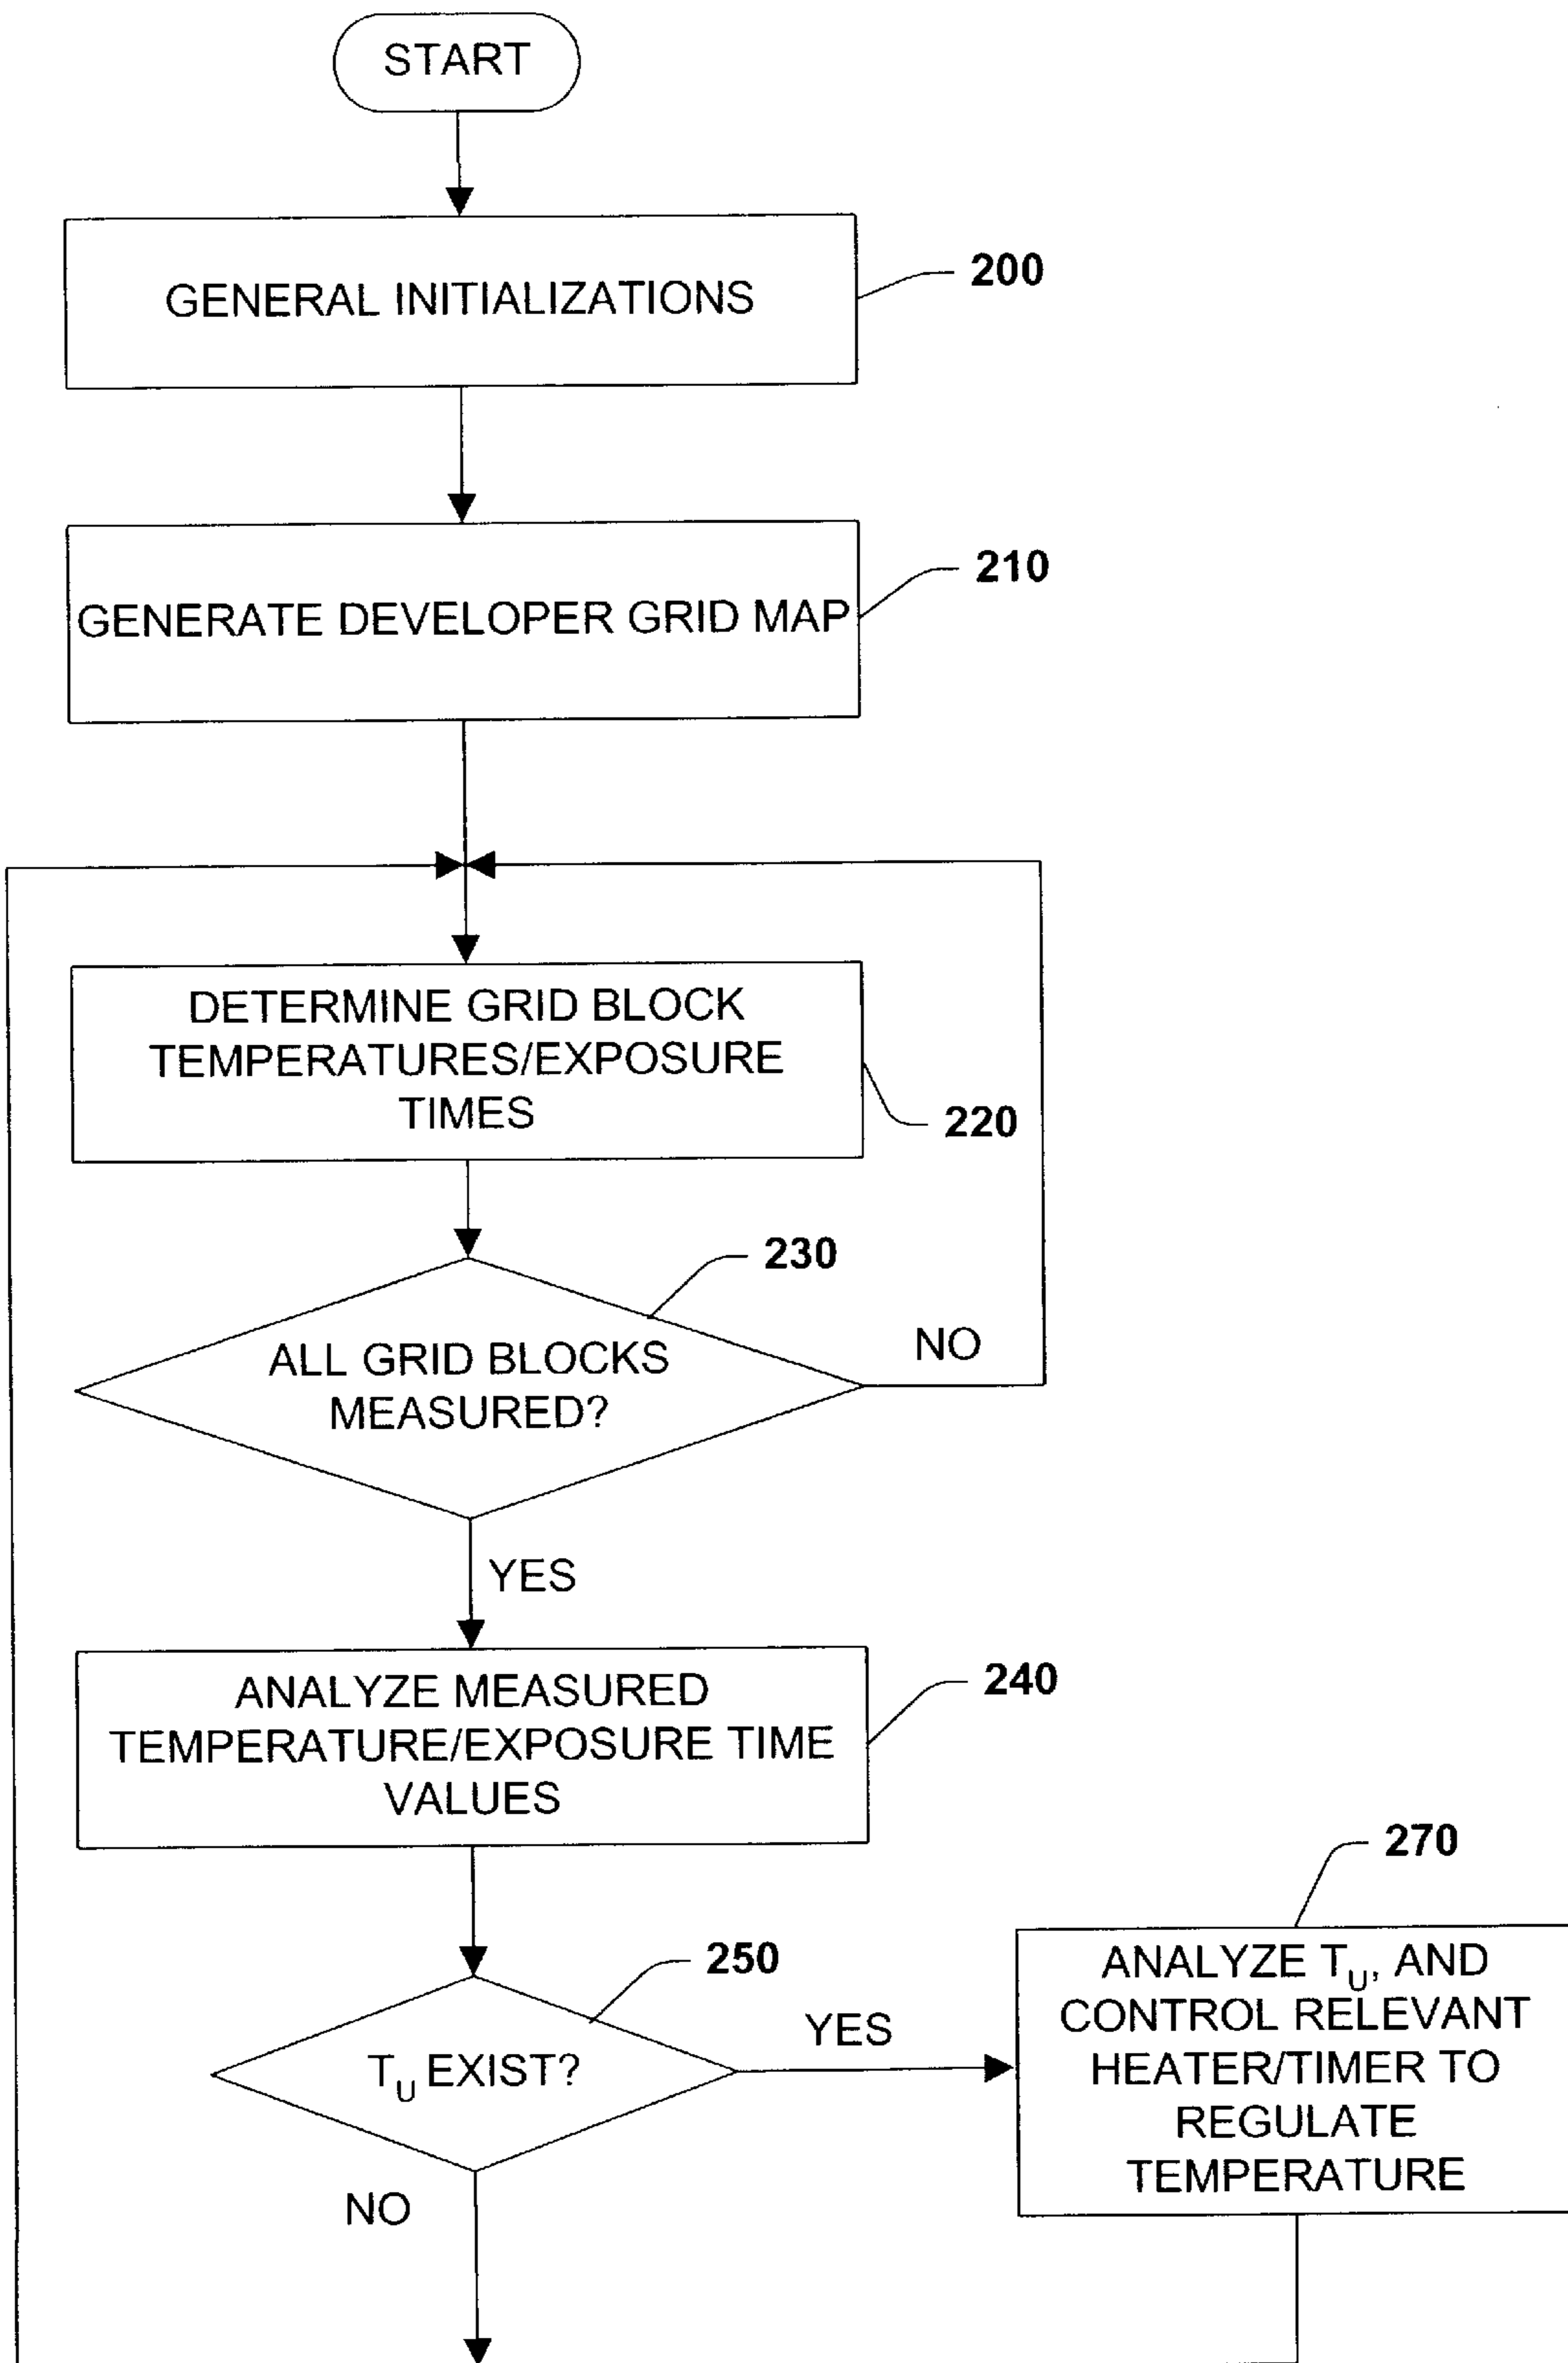 START
GENERAL INITIALIZATIONS
200
GENERATE DEVELOPER GRID MAP
210
DETERMINE GRID BLOCK
TEMPERATURES/EXPOSURE
TIMES
220
230
ALL GRID BLOCKS
MEASURED?
NO
YES
ANALYZE MEASURED
TEMPERATURE/EXPOSURE TIME
VALUES
240
250
T_U EXIST?
YES
NO
270
ANALYZE T_U, AND
CONTROL RELEVANT
HEATER/TIMER TO
REGULATE
TEMPERATURE